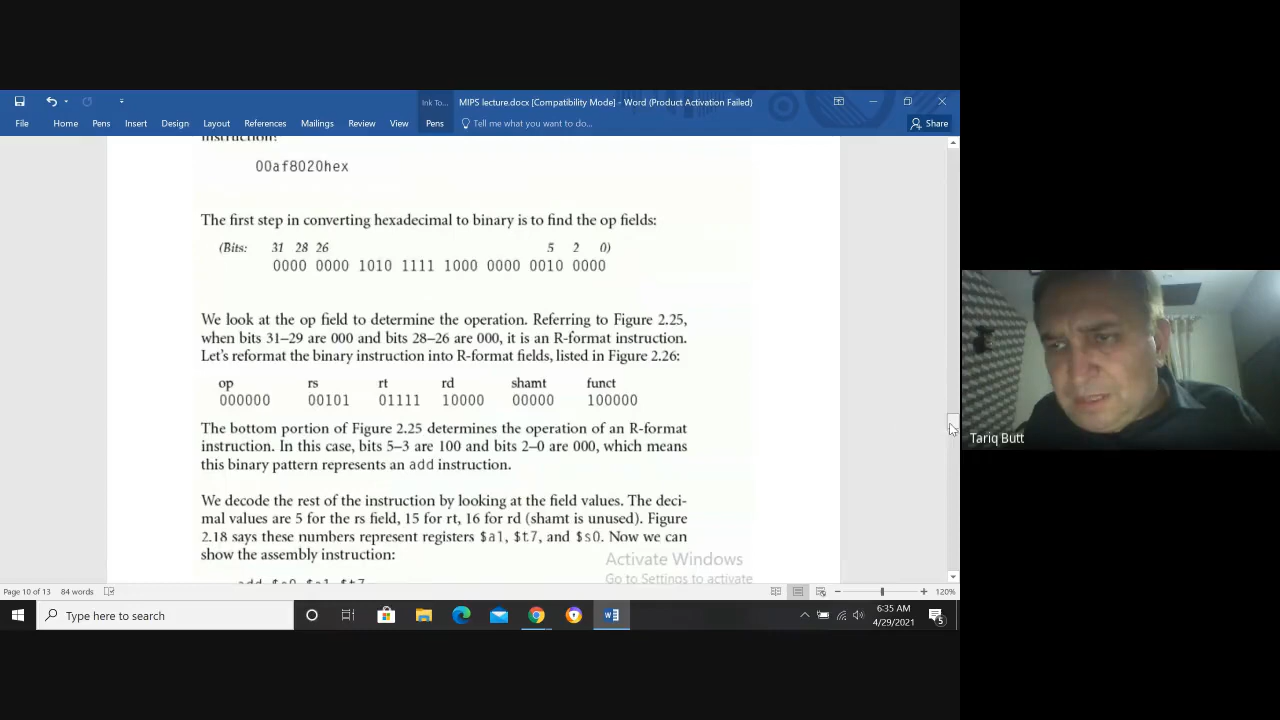 Ink To...
MIPS lecture.docx [Compatibility Mode] - Word (Product Activation Failed)
File Home Pens Insert Design Layout References Mailings Review View Pens Tell me what you want to do... Share
instruction?
00af8020hex
The first step in converting hexadecimal to binary is to find the op fields:
(Bits: 31 28 26 5 2 0)
0000 0000 1010 1111 1000 0000 0010 0000
We look at the op field to determine the operation. Referring to Figure 2.25,
when bits 31–29 are 000 and bits 28–26 are 000, it is an R-format instruction.
Let's reformat the binary instruction into R-format fields, listed in Figure 2.26:
op rs rt rd shamt funct
000000 00101 01111 10000 00000 100000
The bottom portion of Figure 2.25 determines the operation of an R-format
instruction. In this case, bits 5–3 are 100 and bits 2–0 are 000, which means
this binary pattern represents an add instruction.
We decode the rest of the instruction by looking at the field values. The deci-
mal values are 5 for the rs field, 15 for rt, 16 for rd (shamt is unused). Figure
2.18 says these numbers represent registers $a1, $t7, and $s0. Now we can
show the assembly instruction:
add $s0,$a1,$t7
Activate Windows
Go to Settings to activate
Page 10 of 13 84 words 120%
Type here to search
6:35 AM
4/29/2021
5
Tariq Butt